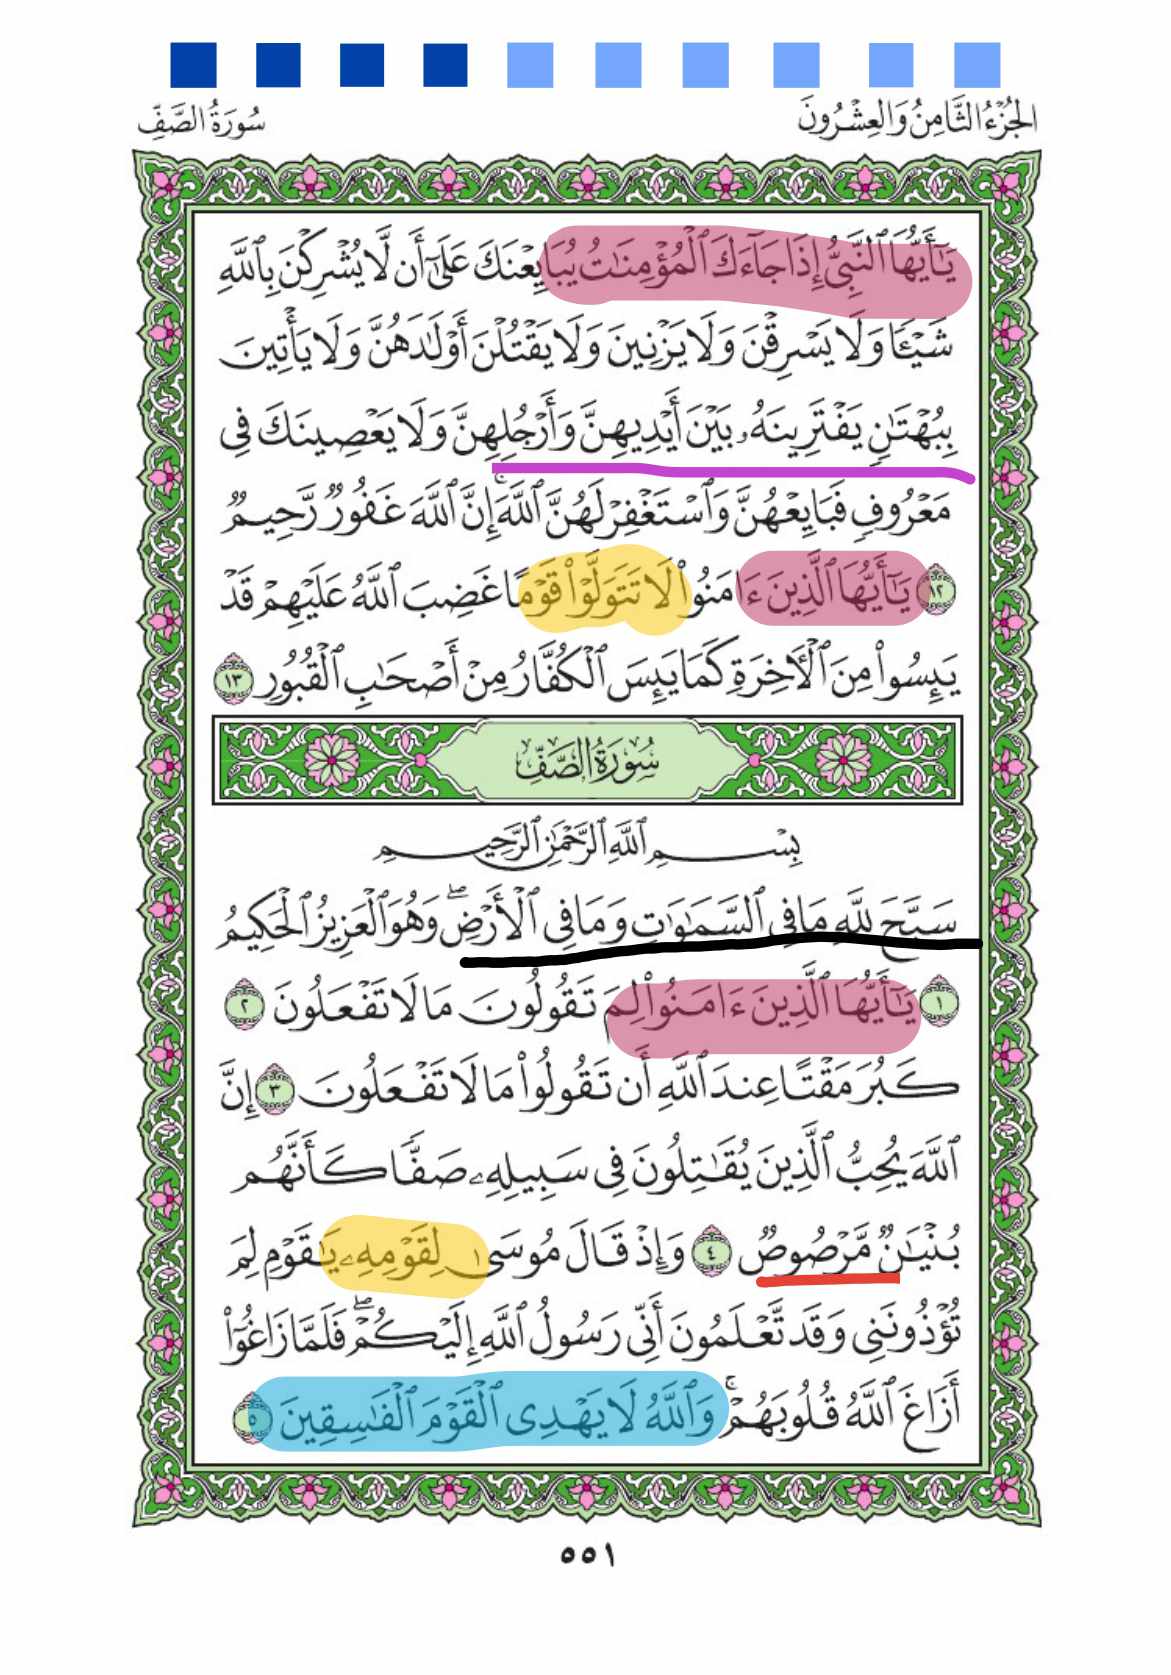 الجُزْءُ الثَّامِنُ وَالعِشْرُونَ
سُورَةُ الصَّفِّ
يَٰٓأَيُّهَا ٱلنَّبِىُّ إِذَا جَآءَكَ ٱلْمُؤْمِنَٰتُ يُبَايِعْنَكَ عَلَىٰٓ أَن لَّا يُشْرِكْنَ بِٱللَّهِ
شَيْـًٔا وَلَا يَسْرِقْنَ وَلَا يَزْنِينَ وَلَا يَقْتُلْنَ أَوْلَٰدَهُنَّ وَلَا يَأْتِينَ
بِبُهْتَٰنٍ يَفْتَرِينَهُۥ بَيْنَ أَيْدِيهِنَّ وَأَرْجُلِهِنَّ وَلَا يَعْصِينَكَ فِى
مَعْرُوفٍ فَبَايِعْهُنَّ وَٱسْتَغْفِرْ لَهُنَّ ٱللَّهَ ۚ إِنَّ ٱللَّهَ غَفُورٌ رَّحِيمٌ
١٢ يَٰٓأَيُّهَا ٱلَّذِينَ ءَامَنُوا۟ لَا تَتَوَلَّوْا۟ قَوْمًا غَضِبَ ٱللَّهُ عَلَيْهِمْ قَدْ
يَئِسُوا۟ مِنَ ٱلْءَاخِرَةِ كَمَا يَئِسَ ٱلْكُفَّارُ مِنْ أَصْحَٰبِ ٱلْقُبُورِ ١٣
سُورَةُ الصَّفِّ
بِسْمِ ٱللَّهِ ٱلرَّحْمَٰنِ ٱلرَّحِيمِ
سَبَّحَ لِلَّهِ مَا فِى ٱلسَّمَٰوَٰتِ وَمَا فِى ٱلْأَرْضِ ۖ وَهُوَ ٱلْعَزِيزُ ٱلْحَكِيمُ
١ يَٰٓأَيُّهَا ٱلَّذِينَ ءَامَنُوا۟ لِمَ تَقُولُونَ مَا لَا تَفْعَلُونَ ٢
كَبُرَ مَقْتًا عِندَ ٱللَّهِ أَن تَقُولُوا۟ مَا لَا تَفْعَلُونَ ٣ إِنَّ
ٱللَّهَ يُحِبُّ ٱلَّذِينَ يُقَٰتِلُونَ فِى سَبِيلِهِۦ صَفًّا كَأَنَّهُم
بُنْيَٰنٌ مَّرْصُوصٌ ٤ وَإِذْ قَالَ مُوسَىٰ لِقَوْمِهِۦ يَٰقَوْمِ لِمَ
تُؤْذُونَنِى وَقَد تَّعْلَمُونَ أَنِّى رَسُولُ ٱللَّهِ إِلَيْكُمْ ۖ فَلَمَّا زَاغُوٓا۟
أَزَاغَ ٱللَّهُ قُلُوبَهُمْ ۚ وَٱللَّهُ لَا يَهْدِى ٱلْقَوْمَ ٱلْفَٰسِقِينَ ٥
٥٥١